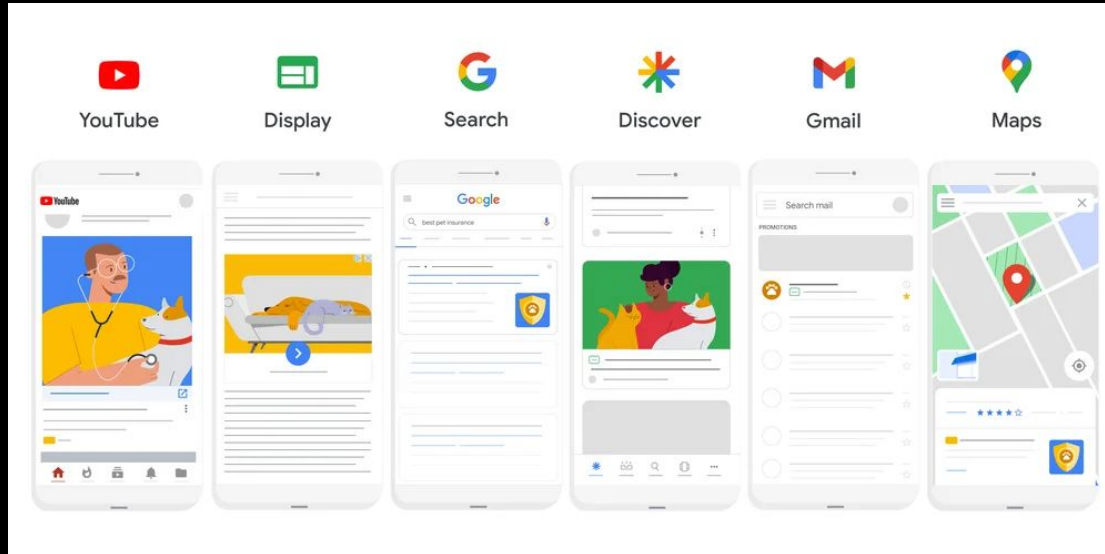 YouTube
Display
Search
Discover
Gmail
Maps
YouTube
Google
best pet insurance
Search mail
PROMOTIONS